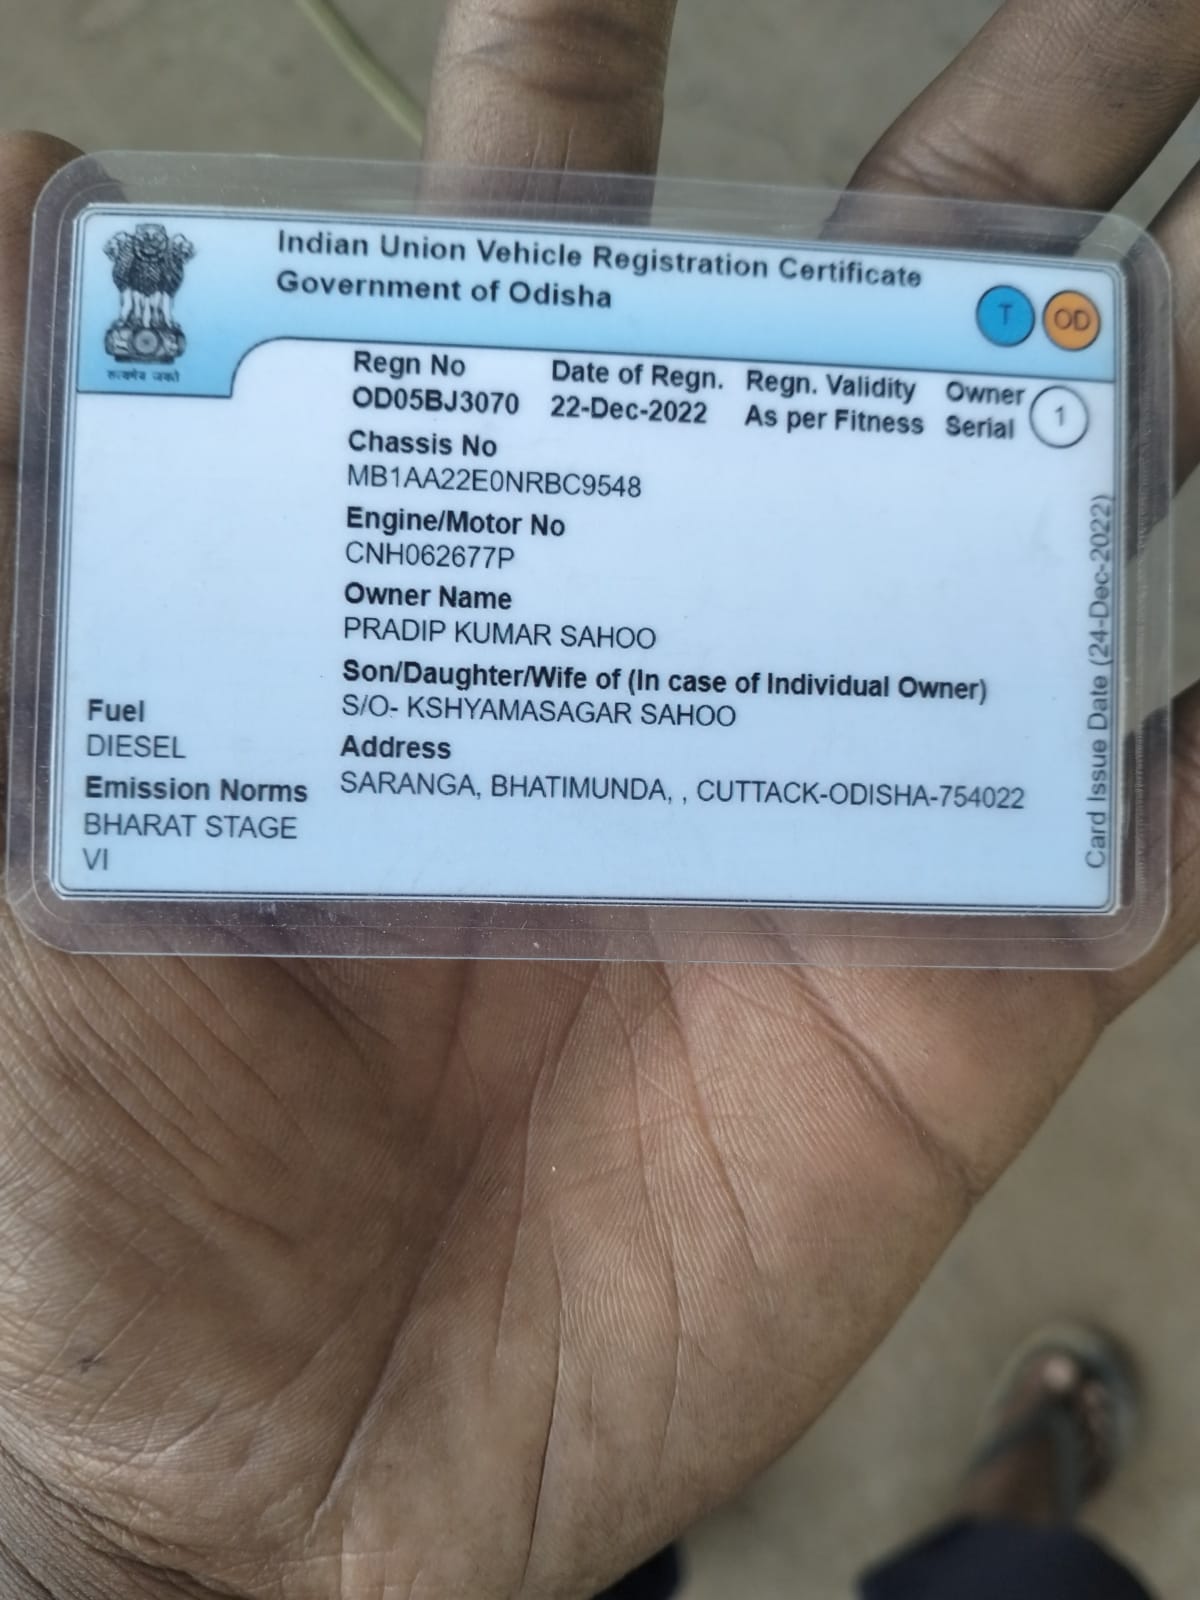 Indian Union Vehicle Registration Certificate
Government of Odisha
T OD
सत्यमेव जयते
Regn No Date of Regn. Regn. Validity Owner Serial 1
OD05BJ3070 22-Dec-2022 As per Fitness
Chassis No
MB1AA22E0NRBC9548
Engine/Motor No
CNH062677P
Owner Name
PRADIP KUMAR SAHOO
Son/Daughter/Wife of (In case of Individual Owner)
S/O- KSHYAMASAGAR SAHOO
Address
SARANGA, BHATIMUNDA, , CUTTACK-ODISHA-754022
Fuel
DIESEL
Emission Norms
BHARAT STAGE
VI
Card Issue Date (24-Dec-2022)